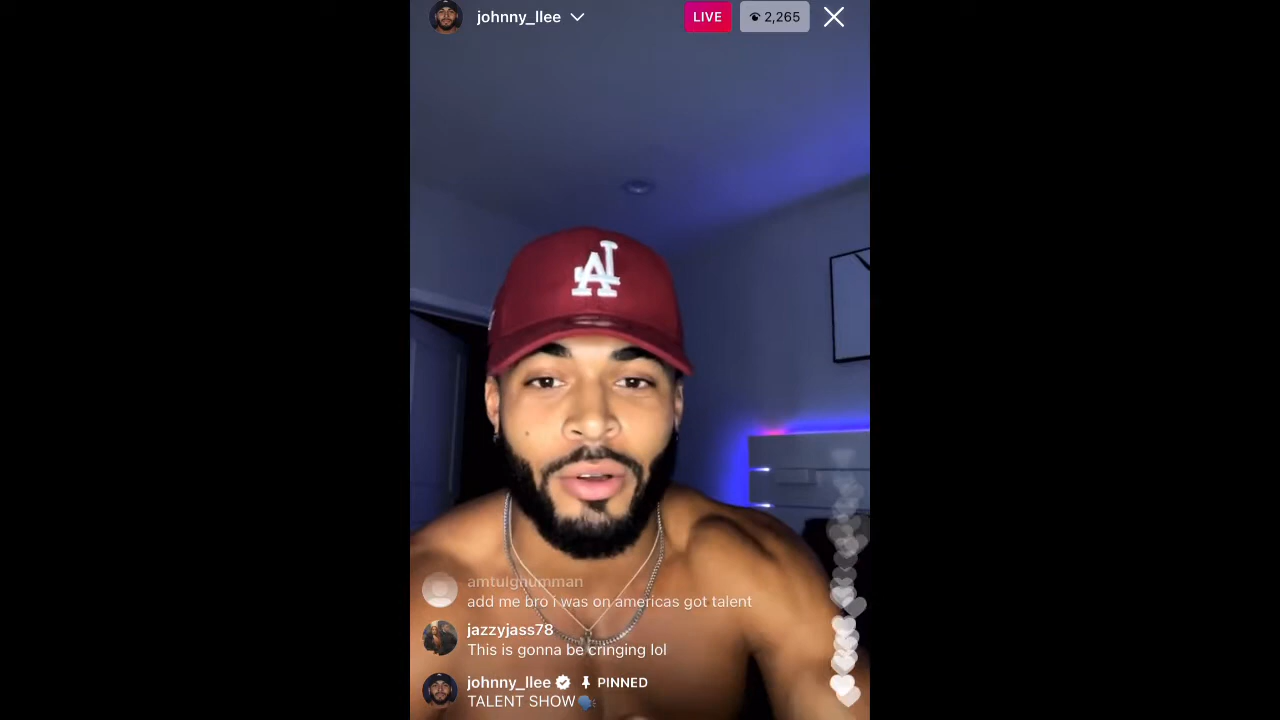 johnny_llee
LIVE
2,265
LA
amtulghumman
add me bro i was on americas got talent
jazzyjass78
This is gonna be cringing lol
johnny_llee PINNED
TALENT SHOW🗣️